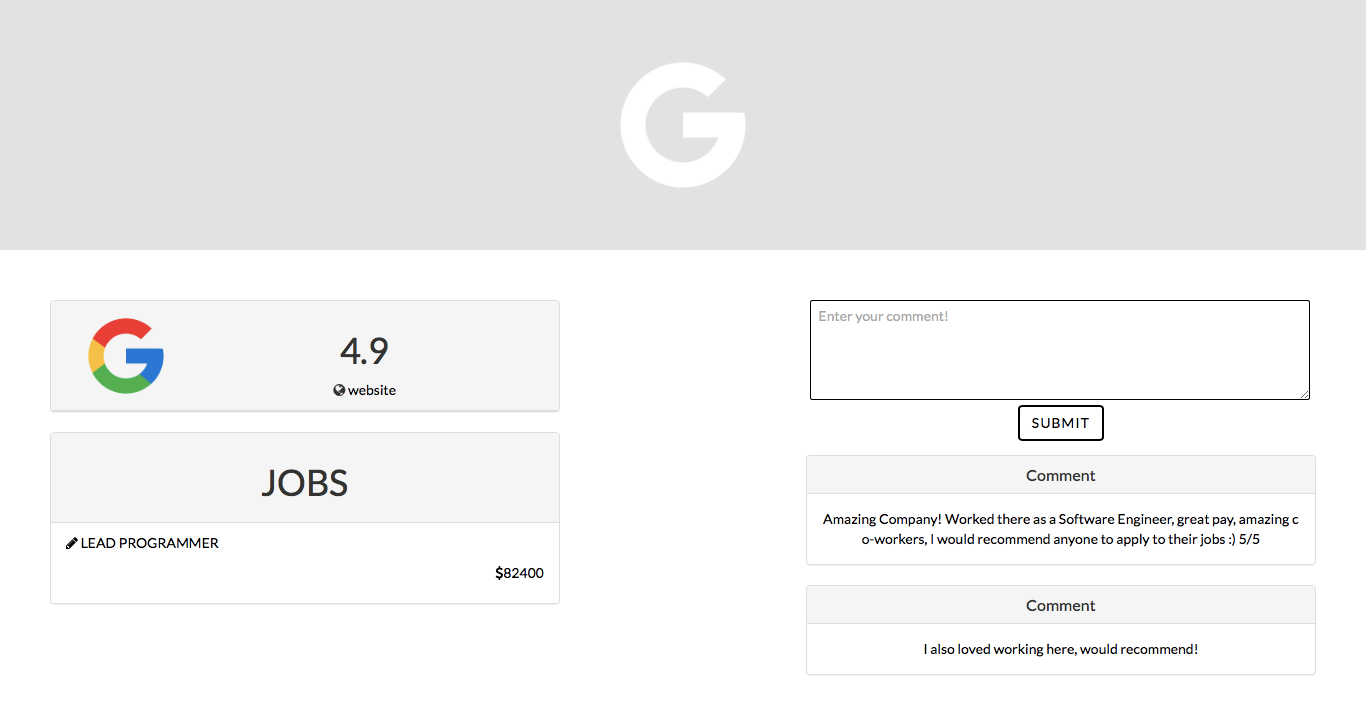 4.9
website
JOBS
LEAD PROGRAMMER
$82400
Enter your comment!
SUBMIT
Comment
Amazing Company! Worked there as a Software Engineer, great pay, amazing c
o-workers, I would recommend anyone to apply to their jobs :) 5/5
Comment
I also loved working here, would recommend!